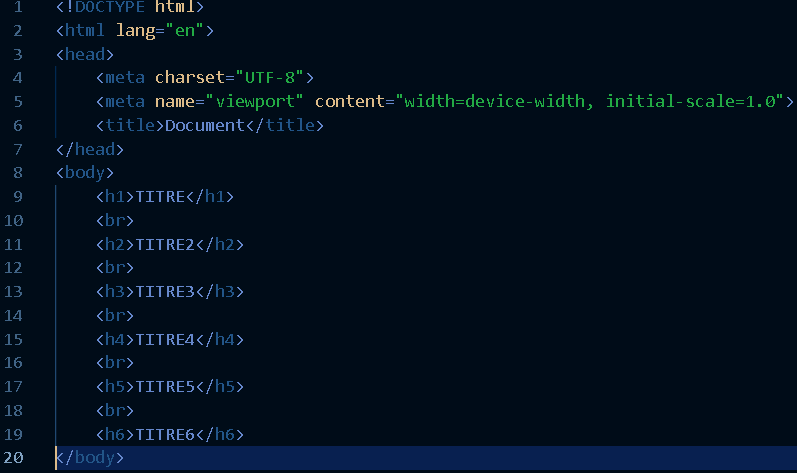 1 <!DOCTYPE html>
2 <html lang="en">
3 <head>
4     <meta charset="UTF-8">
5     <meta name="viewport" content="width=device-width, initial-scale=1.0">
6     <title>Document</title>
7 </head>
8 <body>
9     <h1>TITRE</h1>
10     <br>
11     <h2>TITRE2</h2>
12     <br>
13     <h3>TITRE3</h3>
14     <br>
15     <h4>TITRE4</h4>
16     <br>
17     <h5>TITRE5</h5>
18     <br>
19     <h6>TITRE6</h6>
20 </body>